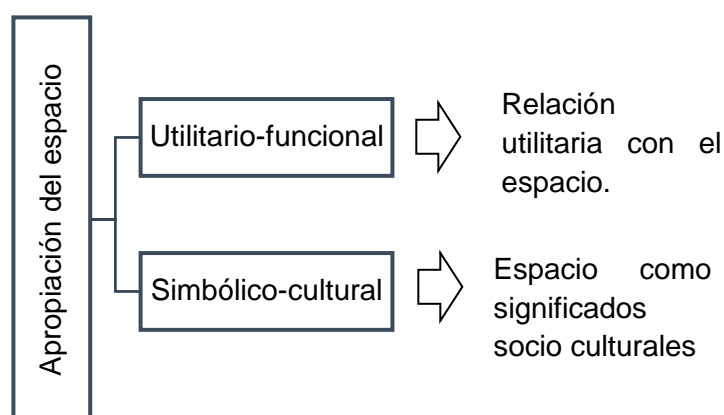 Apropiación del espacio
Utilitario-funcional
Relación
utilitaria con el
espacio.
Simbólico-cultural
Espacio como
significados
socio culturales